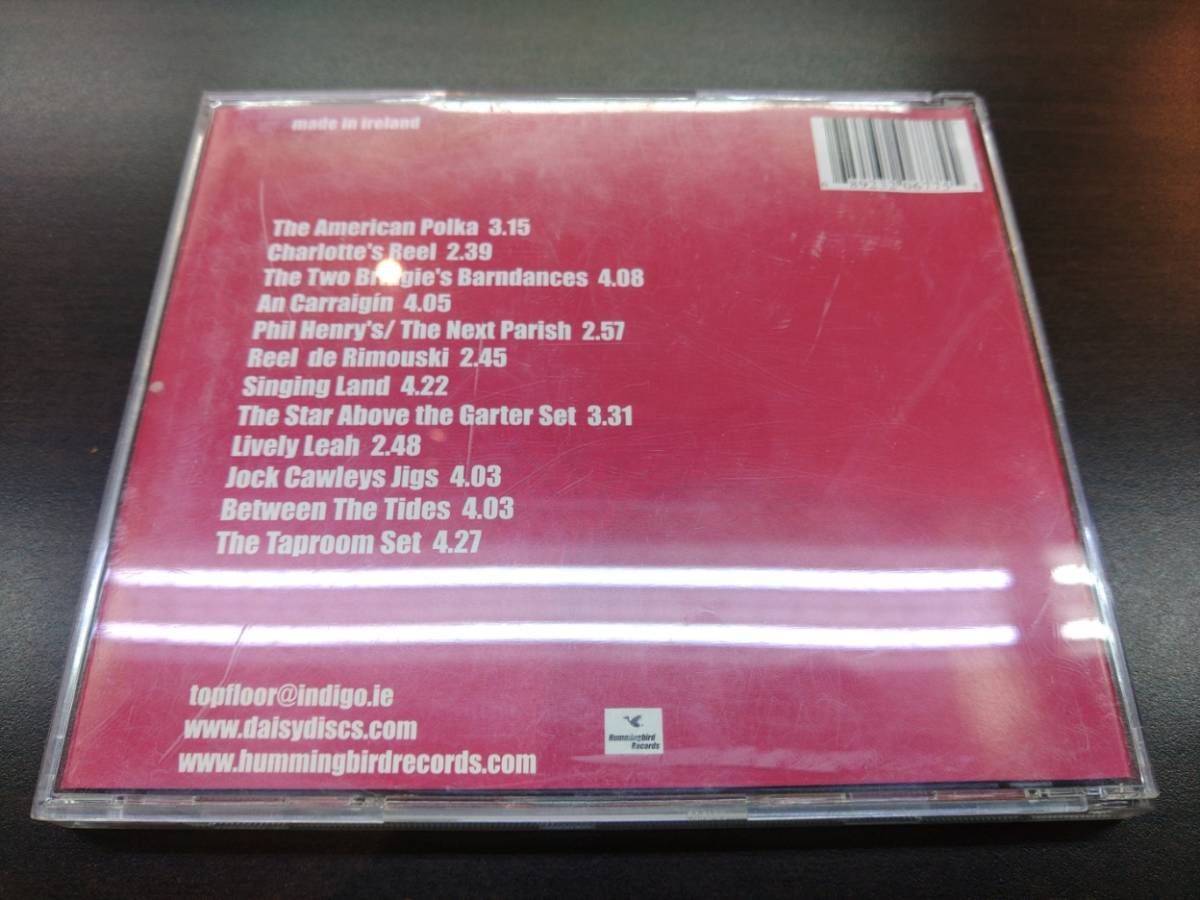 made in ireland
The American Polka 3.15
Charlotte's Reel 2.39
The Two 's Barndances 4.08
An Carraigín 4.05
Phil Henry's/ The Next Parish 2.57
Reel de Rimouski 2.45
Singing Land 4.22
The Star Above the Garter Set 3.31
Lively Leah 2.48
Jock Cawleys Jigs 4.03
Between The Tides 4.03
The Taproom Set 4.27
topfloor@indigo.ie
www.daisydiscs.com
www.hummingbirdrecords.com
Hummingbird
Records